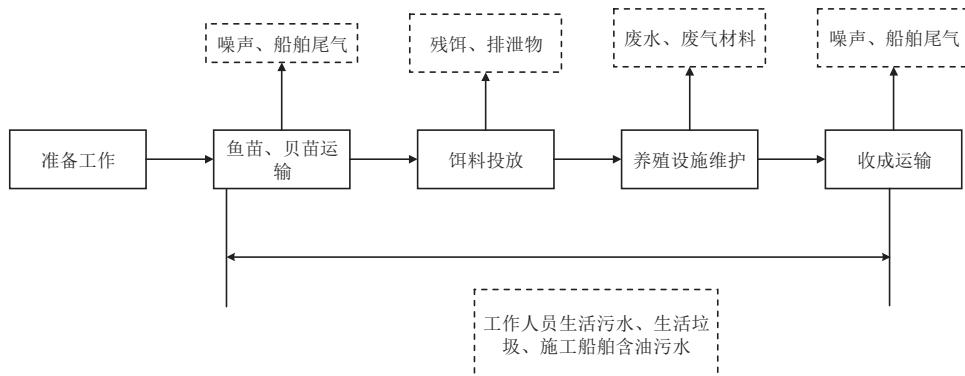 噪声、船舶尾气
残饵、排泄物
废水、废气材料
噪声、船舶尾气
准备工作
鱼苗、贝苗运
输
饵料投放
养殖设施维护
收成运输
工作人员生活污水、生活垃
圾、施工船舶含油污水